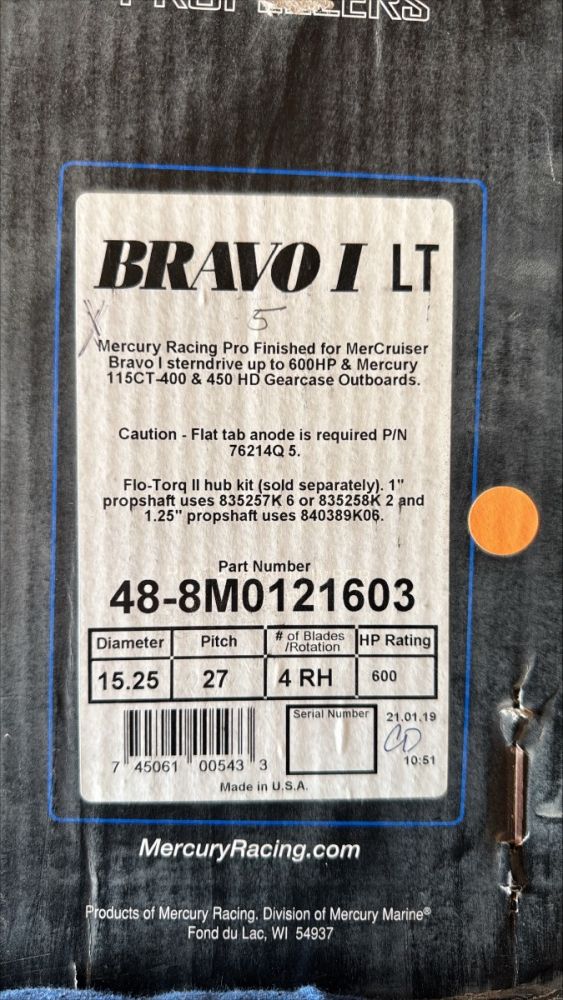 PROPELLERS
BRAVO I LT
5
Mercury Racing Pro Finished for MerCruiser
Bravo I sterndrive up to 600HP & Mercury
115CT-400 & 450 HD Gearcase Outboards.
Caution - Flat tab anode is required P/N
76214Q 5.
Flo-Torq II hub kit (sold separately). 1"
propshaft uses 835257K 6 or 835258K 2 and
1.25" propshaft uses 840389K06.
Part Number
48-8M0121603
Diameter Pitch # of Blades HP Rating
/Rotation
15.25 27 4 RH 600
Serial Number 21.01.19
CD
10:51
7 45061 00543 3
Made in U.S.A.
MercuryRacing.com
Products of Mercury Racing. Division of Mercury Marine®
Fond du Lac, WI 54937